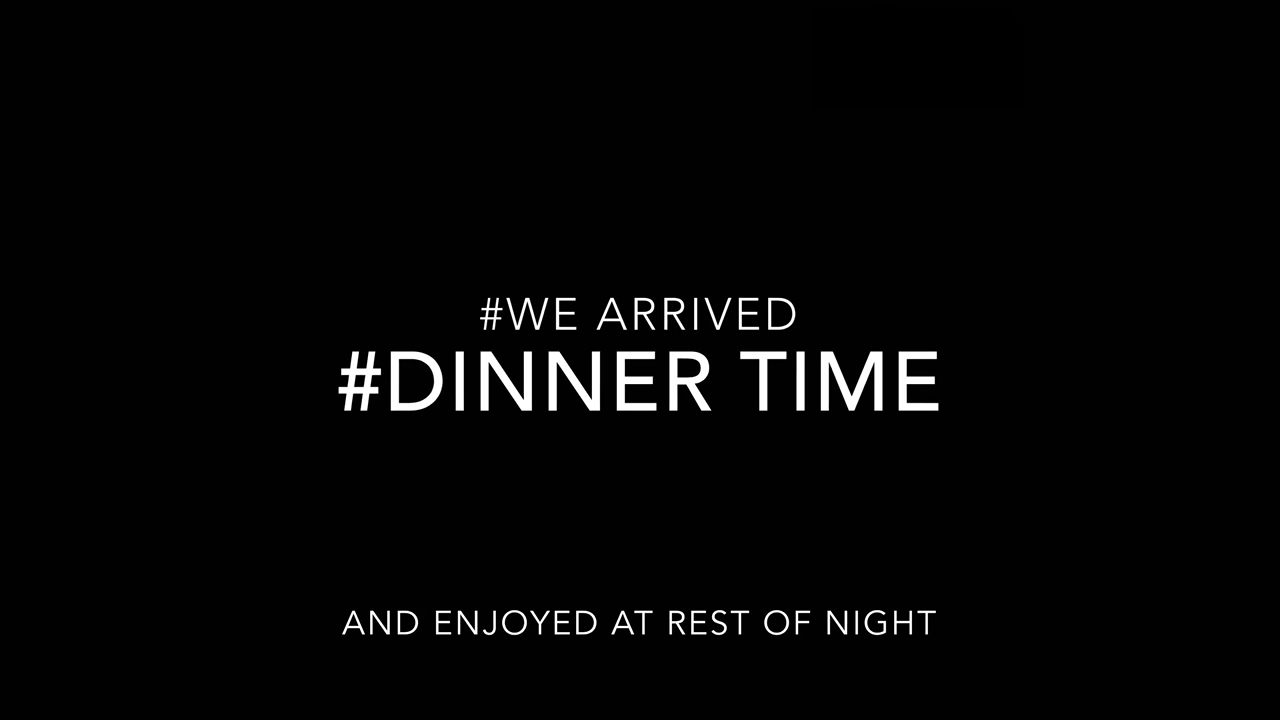 #WE ARRIVED
#DINNER TIME
AND ENJOYED AT REST OF NIGHT